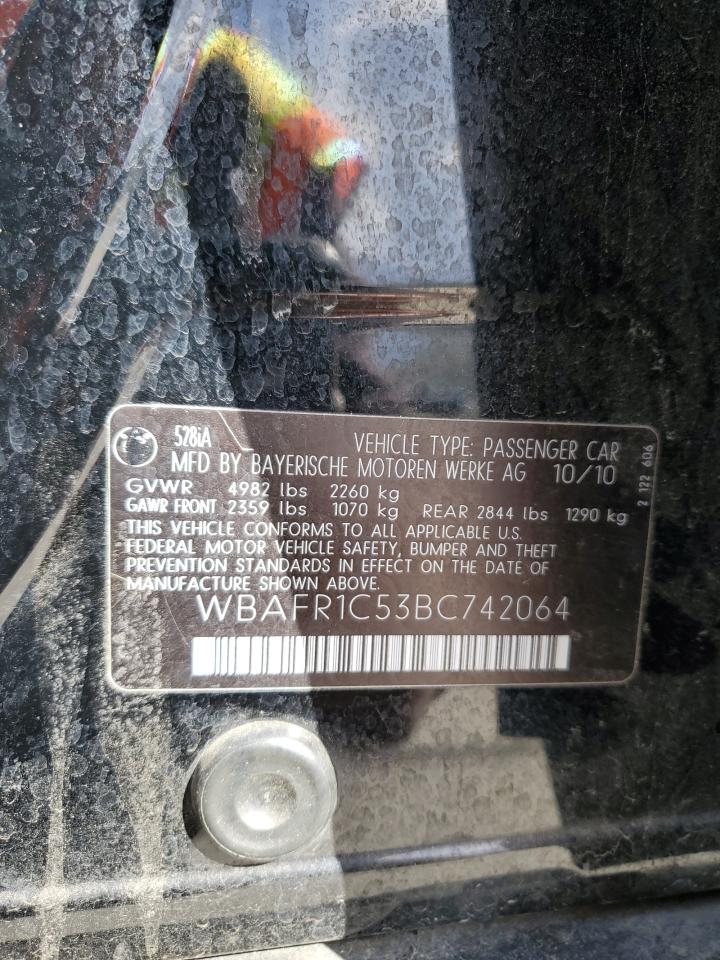 528iA
VEHICLE TYPE: PASSENGER CAR
MFD BY BAYERISCHE MOTOREN WERKE AG 10/10
GVWR 4982 lbs 2260 kg
GAWR FRONT 2359 lbs 1070 kg REAR 2844 lbs 1290 kg
THIS VEHICLE CONFORMS TO ALL APPLICABLE U.S.
FEDERAL MOTOR VEHICLE SAFETY, BUMPER AND THEFT
PREVENTION STANDARDS IN EFFECT ON THE DATE OF
MANUFACTURE SHOWN ABOVE.
WBAFR1C53BC742064
2 122 606